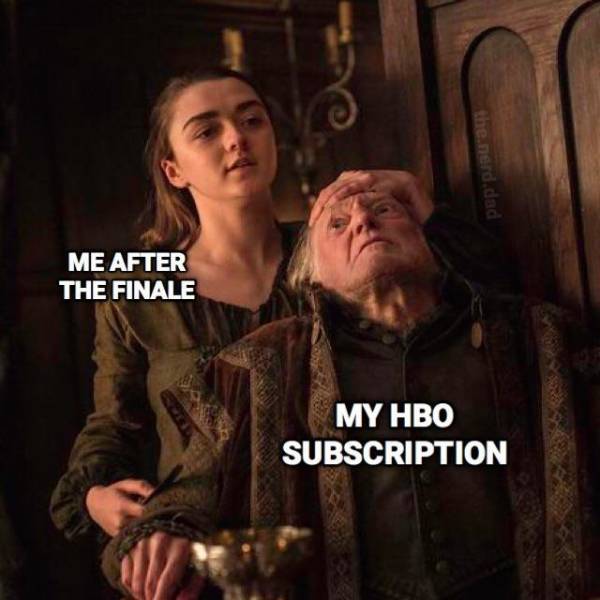 ME AFTER
THE FINALE
MY HBO
SUBSCRIPTION
the.nerd.dad